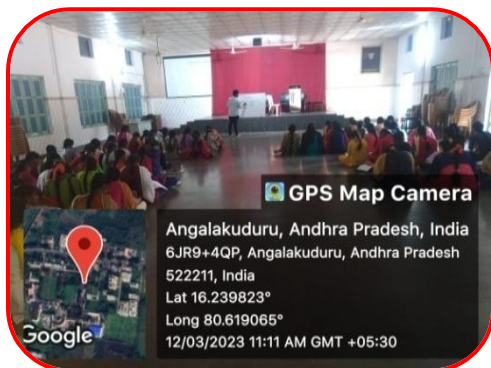 GPS Map Camera
Angalakuduru, Andhra Pradesh, India
6JR9+4QP, Angalakuduru, Andhra Pradesh
522211, India
Lat 16.239823°
Long 80.619065°
12/03/2023 11:11 AM GMT +05:30
Google